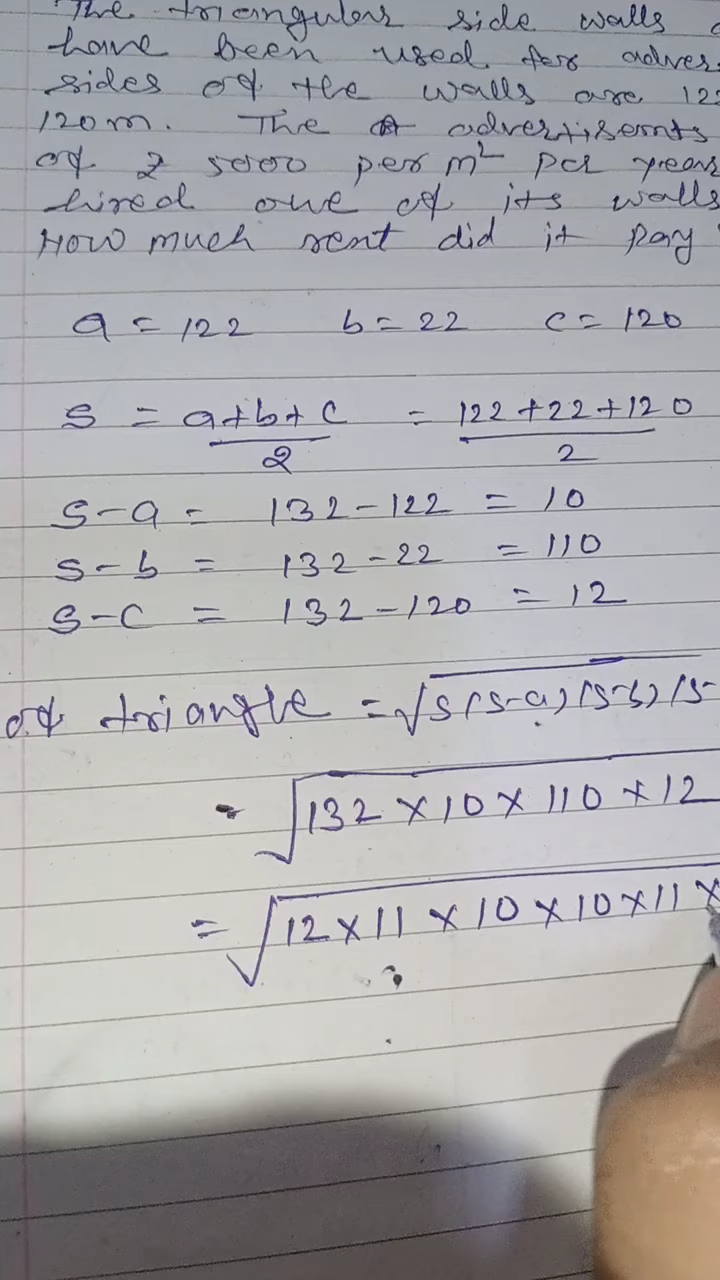 The triangular side walls
have been used for adver
sides of the walls are 122
120m. The advertisemts
of ₹ 5000 per m² per year
hired one of its walls
How much rent did it pay
a = 122 b = 22 c = 120
s = a+b+c/2 = 122+22+120/2
s-a = 132-122 = 10
s-b = 132-22 = 110
s-c = 132-120 = 12
of triangle = √s(s-a)(s-b)(s-
= √132×10×110×12
= √12×11×10×10×11×